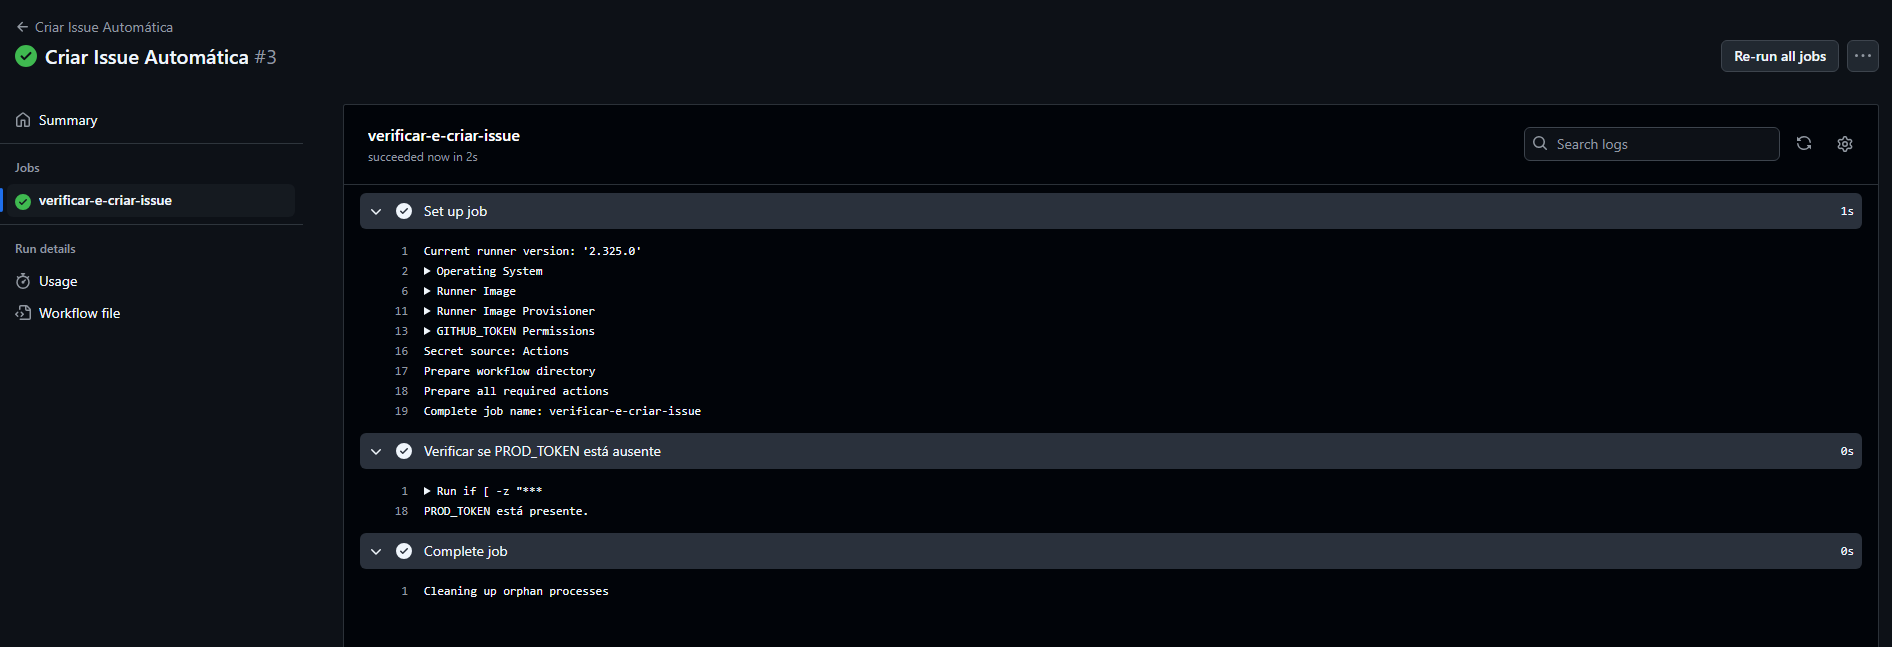 Criar Issue Automática
Criar Issue Automática #3
Re-run all jobs
Summary
Jobs
verificar-e-criar-issue
Run details
Usage
Workflow file
verificar-e-criar-issue
succeeded now in 2s
Search logs
Set up job 1s
1 Current runner version: '2.325.0'
2 Operating System
6 Runner Image
11 Runner Image Provisioner
13 GITHUB_TOKEN Permissions
16 Secret source: Actions
17 Prepare workflow directory
18 Prepare all required actions
19 Complete job name: verificar-e-criar-issue
Verificar se PROD_TOKEN está ausente 0s
1 Run if [ -z "***
18 PROD_TOKEN está presente.
Complete job 0s
1 Cleaning up orphan processes